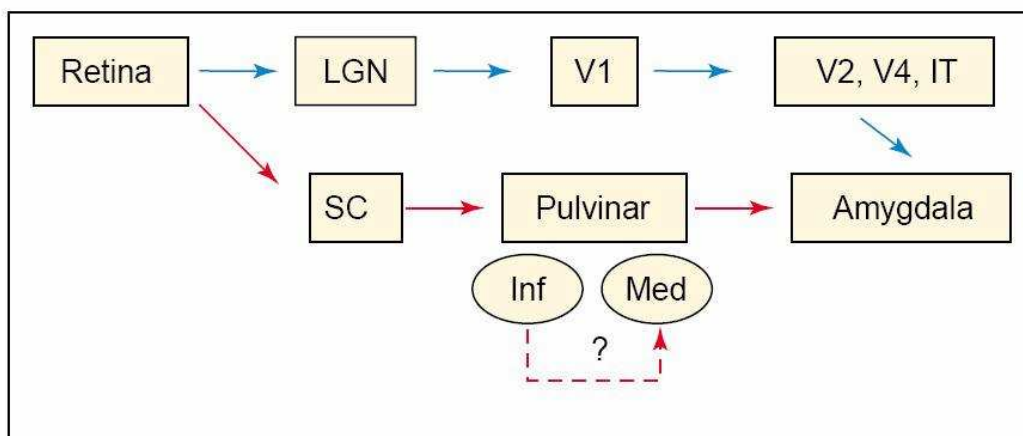 Retina LGN V1 V2, V4, IT
SC Pulvinar Amygdala
Inf Med
?